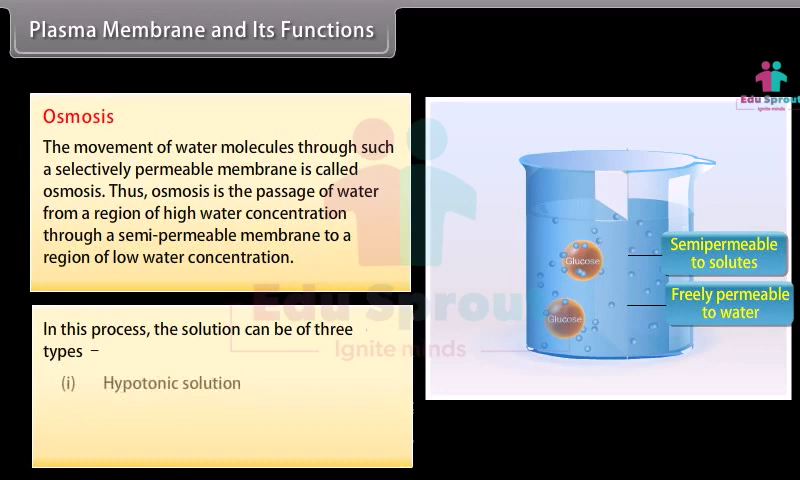 Plasma Membrane and Its Functions
Edu Sprout
Ignite minds
Osmosis
The movement of water molecules through such
a selectively permeable membrane is called
osmosis. Thus, osmosis is the passage of water
from a region of high water concentration
through a semi-permeable membrane to a
region of low water concentration.
Semipermeable
to solutes
Glucose
Freely permeable
to water
Glucose
Edu Sprout
Ignite minds
In this process, the solution can be of three
types –
(i) Hypotonic solution